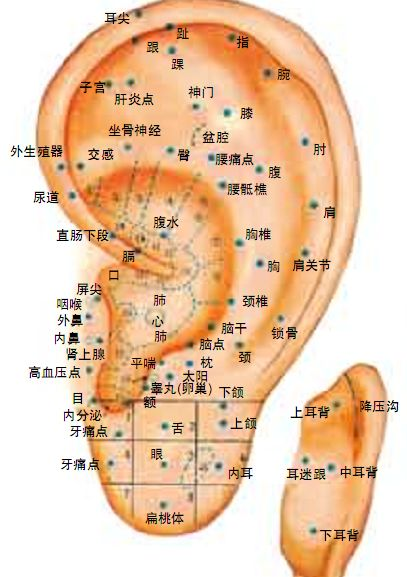 耳尖
趾
跟
指
踝
腕
子宫
肝炎点
神门
膝
坐骨神经
盆腔
肘
外生殖器
交感
臀
腰痛点
腹
腰骶椎
尿道
肩
腹水
直肠下段
胸椎
膈
胸
肩关节
口
屏尖
肺
颈椎
咽喉
外鼻
心
锁骨
脑干
内鼻
肺
脑点
颈
肾上腺
平喘
枕
高血压点
太阳
睾丸(卵巢)
下颌
目
额
内分泌
舌
上颌
牙痛点
上耳背
降压沟
眼
牙痛点
内耳
耳迷跟
中耳背
扁桃体
下耳背